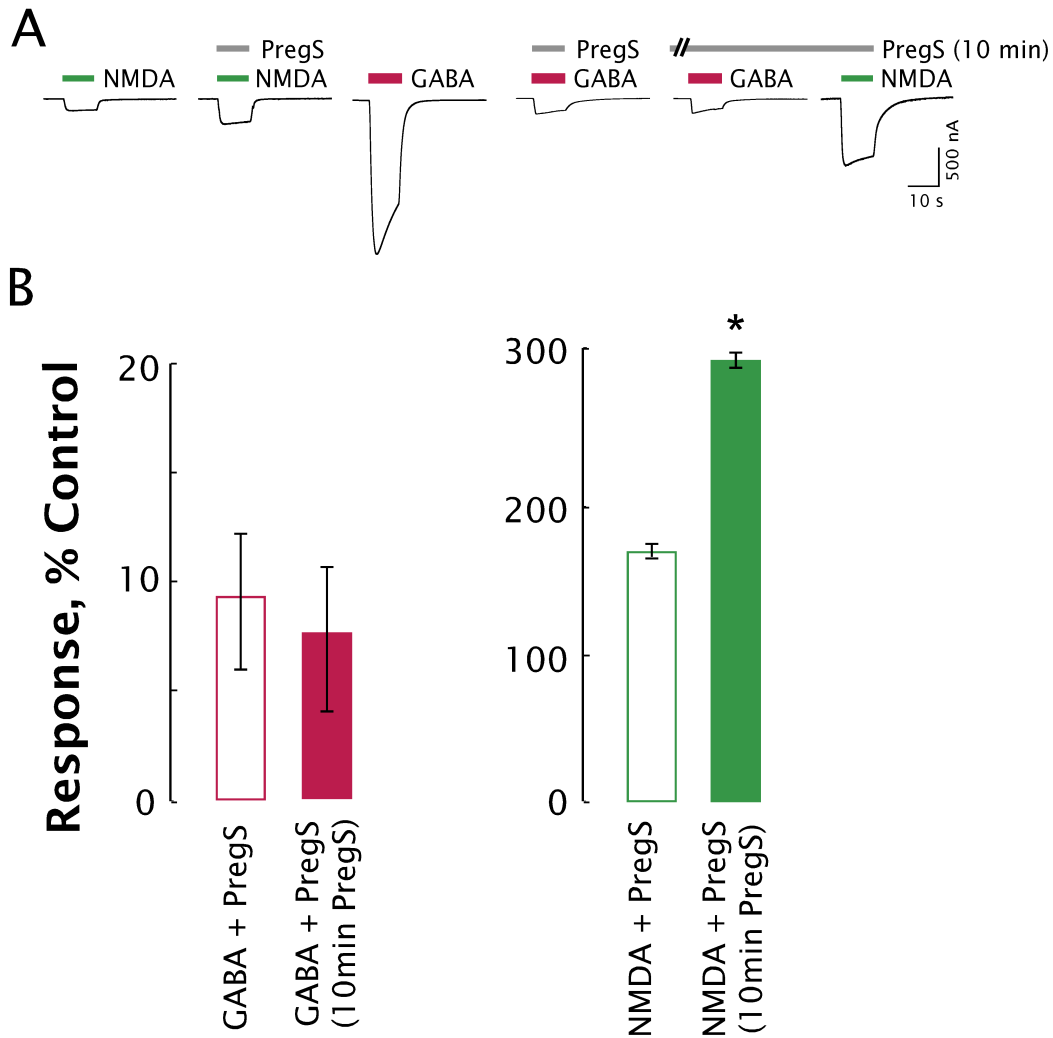 A
PregS PregS PregS (10 min)
NMDA NMDA GABA GABA GABA NMDA
500 nA
10 s
B
Response, % Control
20
10
0
300
200
100
0
*
GABA + PregS
GABA + PregS
(10min PregS)
NMDA + PregS
NMDA + PregS
(10min PregS)